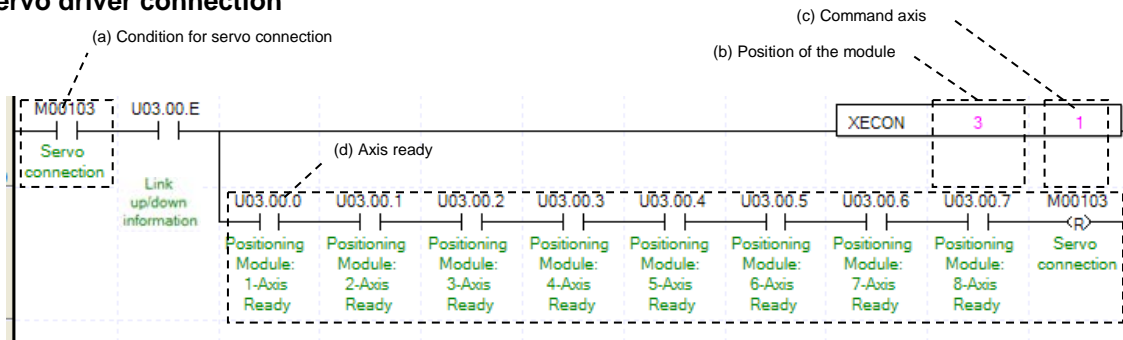 ervo driver connection
(c) Command axis
(a) Condition for servo connection
(b) Position of the module
M00103 U03.00.E
XECON 3 1
Servo
connection
(d) Axis ready
Link
up/down
information
U03.00.0 U03.00.1 U03.00.2 U03.00.3 U03.00.4 U03.00.5 U03.00.6 U03.00.7 M00103
R
Positioning Positioning Positioning Positioning Positioning Positioning Positioning Positioning Servo
Module: Module: Module: Module: Module: Module: Module: Module: connection
1-Axis 2-Axis 3-Axis 4-Axis 5-Axis 6-Axis 7-Axis 8-Axis
Ready Ready Ready Ready Ready Ready Ready Ready